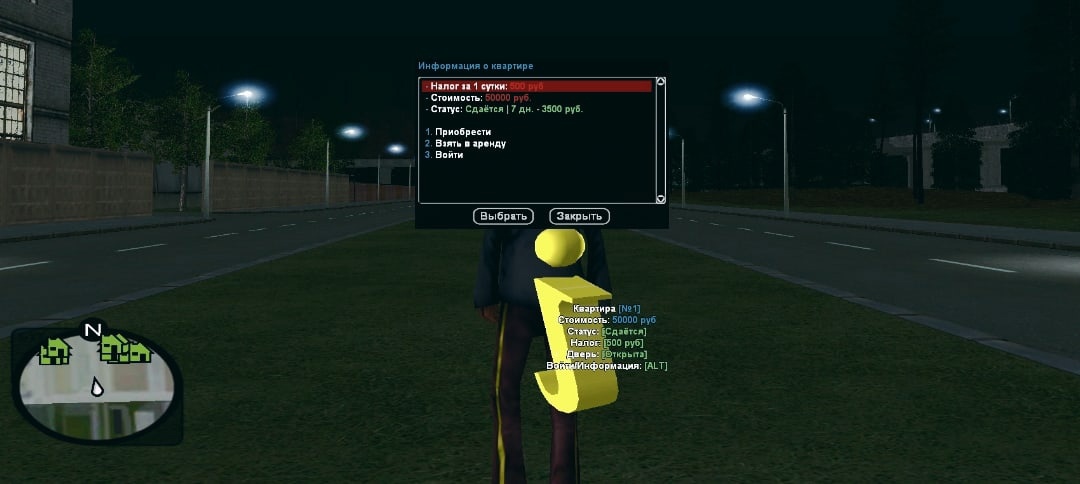 Информация о квартире
- Налог за 1 сутки: 500 руб
- Стоимость: 50000 руб.
- Статус: Сдаётся | 7 дн. - 3500 руб.
1. Приобрести
2. Взять в аренду
3. Войти
Выбрать Закрыть
Квартира [№1]
Стоимость: 50000 руб
Статус: [Сдаётся]
Налог: [500 руб]
Дверь: [Открыта]
Войти/Информация: [ALT]
N